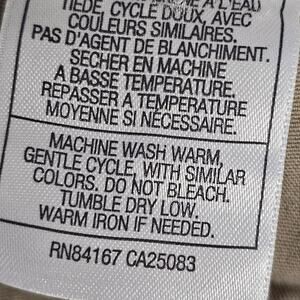 À L'EAU
TIÈDE, CYCLE DOUX, AVEC
COULEURS SIMILAIRES.
PAS D'AGENT DE BLANCHIMENT.
SÉCHER EN MACHINE
À BASSE TEMPÉRATURE.
REPASSER À TEMPÉRATURE
MOYENNE SI NÉCESSAIRE.
MACHINE WASH WARM,
GENTLE CYCLE, WITH SIMILAR
COLORS. DO NOT BLEACH.
TUMBLE DRY LOW.
WARM IRON IF NEEDED.
RN84167 CA25083